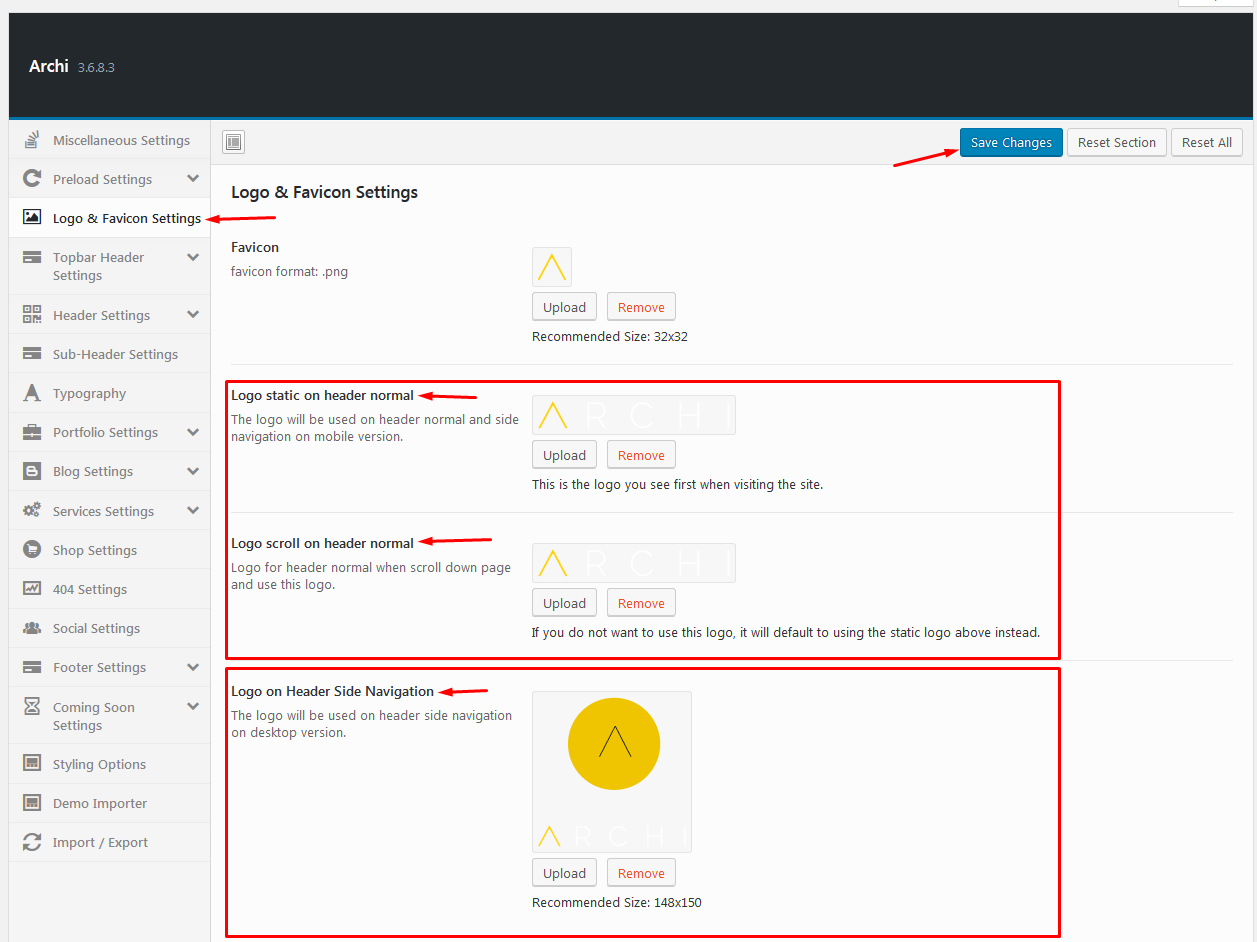 Archi 3.6.8.3
Miscellaneous Settings
Preload Settings
Logo & Favicon Settings
Topbar Header
Settings
Header Settings
Sub-Header Settings
Typography
Portfolio Settings
Blog Settings
Services Settings
Shop Settings
404 Settings
Social Settings
Footer Settings
Coming Soon
Settings
Styling Options
Demo Importer
Import / Export
Save Changes
Reset Section
Reset All
Logo & Favicon Settings
Favicon
favicon format: .png
Upload
Remove
Recommended Size: 32x32
Logo static on header normal
The logo will be used on header normal and side
navigation on mobile version.
ARCHI
Upload
Remove
This is the logo you see first when visiting the site.
Logo scroll on header normal
Logo for header normal when scroll down page
and use this logo.
ARCHI
Upload
Remove
If you do not want to use this logo, it will default to using the static logo above instead.
Logo on Header Side Navigation
The logo will be used on header side navigation
on desktop version.
ARCHI
Upload
Remove
Recommended Size: 148x150